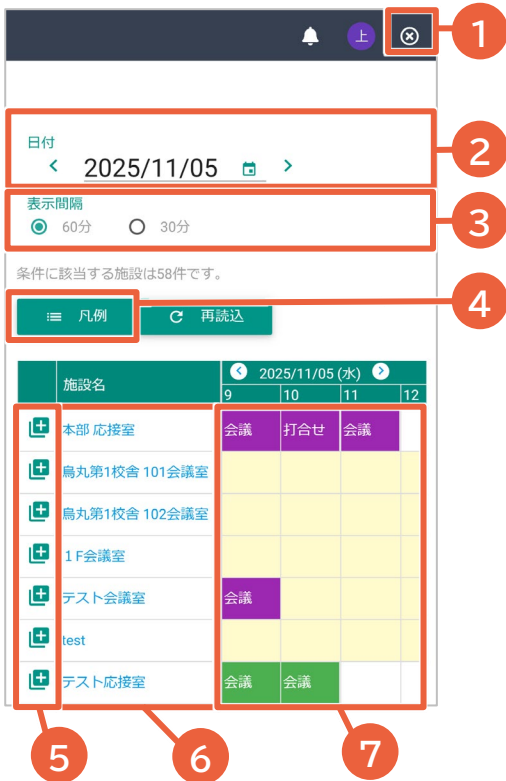 上
1
日付
2025/11/05
2
表示間隔
60分 30分
3
条件に該当する施設は58件です。
凡例 再読込
4
施設名 2025/11/05 (水)
9 10 11 12
本部 応接室 会議 打合せ 会議
烏丸第1校舎 101会議室
烏丸第1校舎 102会議室
1F会議室
テスト会議室 会議
test
テスト応接室 会議 会議
5 6 7